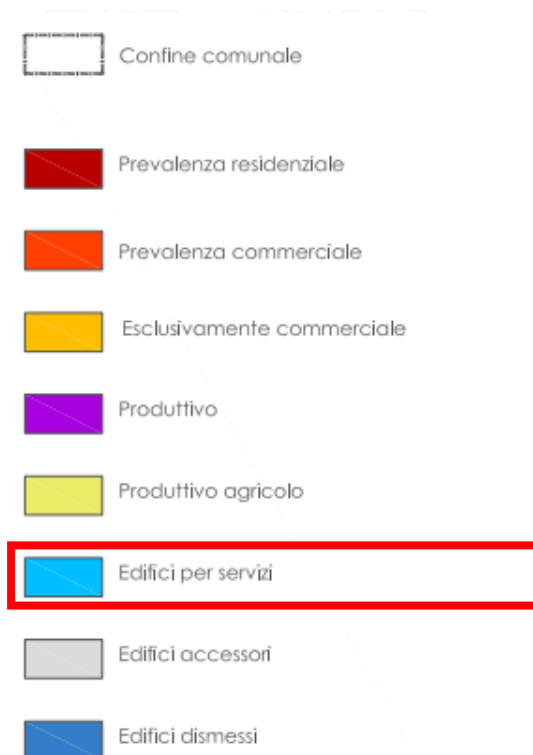 Confine comunale
Prevalenza residenziale
Prevalenza commerciale
Esclusivamente commerciale
Produttivo
Produttivo agricolo
Edifici per servizi
Edifici accessori
Edifici dismessi